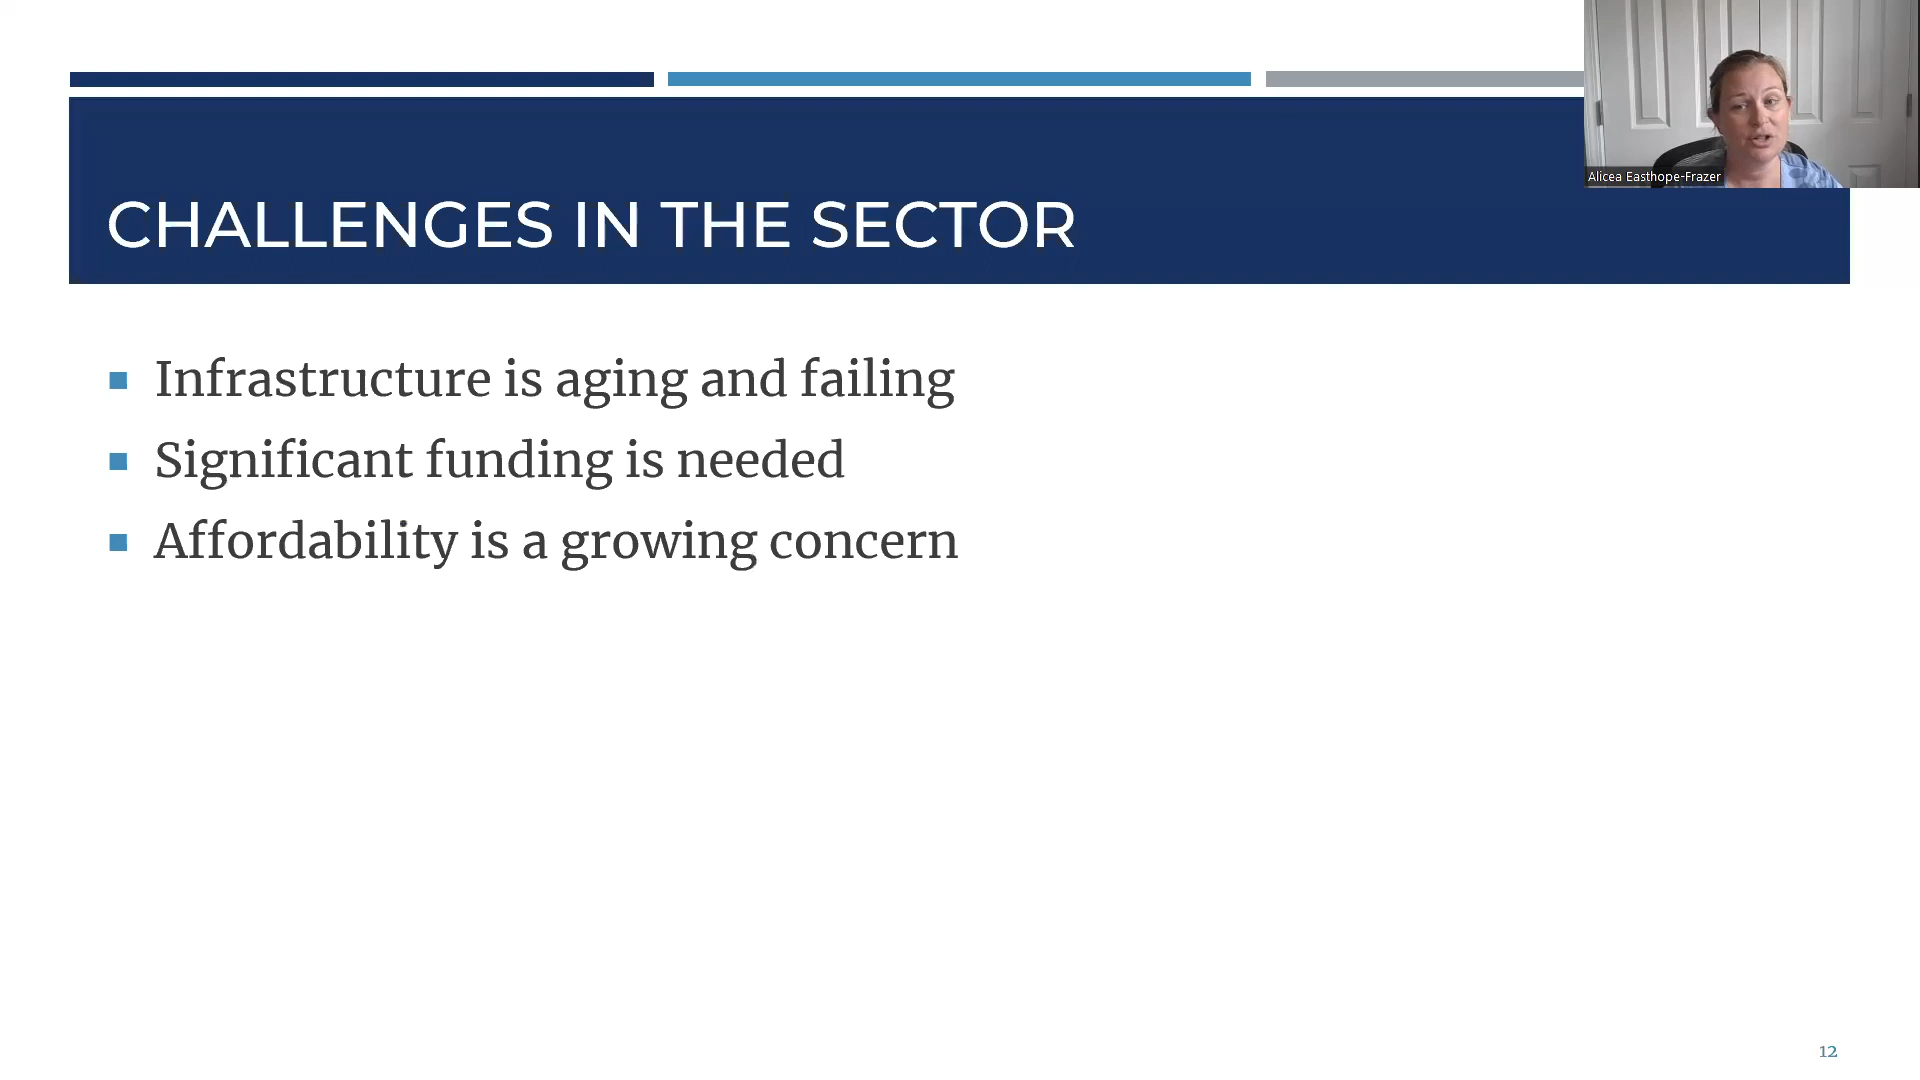 Alicea Easthope-Frazer
CHALLENGES IN THE SECTOR
Infrastructure is aging and failing
Significant funding is needed
Affordability is a growing concern
12